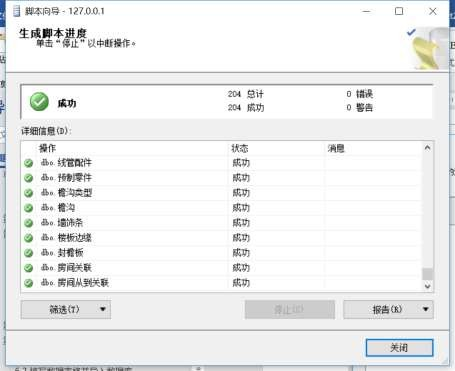 脚本向导 - 127.0.0.1
生成脚本进度
单击“停止”以中断操作。
成功
204 总计
0 错误
204 成功
0 警告
详细信息(D):
操作 状态 消息
dbo.线管配件 成功
dbo.预制零件 成功
dbo.檐沟类型 成功
dbo.檐沟 成功
dbo.墙饰条 成功
dbo.楼板边缘 成功
dbo.封檐板 成功
dbo.房间关联 成功
dbo.房间从到关联 成功
筛选(T)
停止(S)
报告(R)
关闭